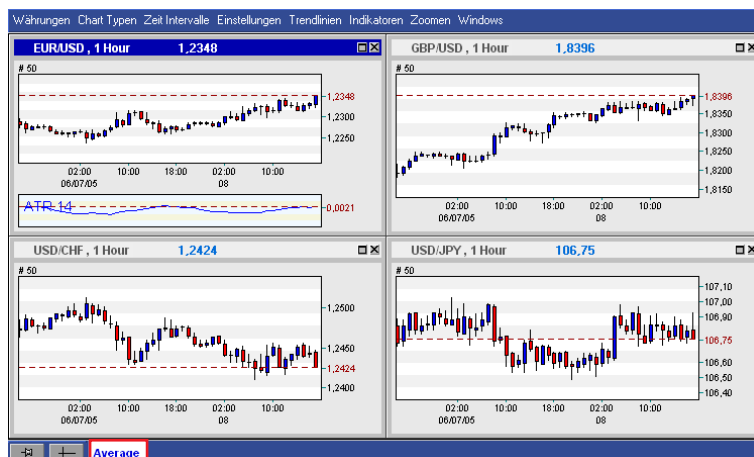 Währungen Chart Typen Zeit Intervalle Einstellungen Trendlinien Indikatoren Zoomen Windows
EUR/USD , 1 Hour 1,2348
# 50
1,2348
1,2300
1,2250
02:00 10:00 18:00 02:00 10:00
06/07/05 08
ATR 14
0,0021
GBP/USD , 1 Hour 1,8396
# 50
1,8396
1,8350
1,8300
1,8250
1,8200
1,8150
02:00 10:00 18:00 02:00 10:00
06/07/05 08
USD/CHF , 1 Hour 1,2424
# 50
1,2500
1,2450
1,2424
1,2400
02:00 10:00 18:00 02:00 10:00
06/07/05 08
USD/JPY , 1 Hour 106,75
# 50
107,10
107,00
106,90
106,75
106,60
106,50
106,40
02:00 10:00 18:00 02:00 10:00
06/07/05 08
Average